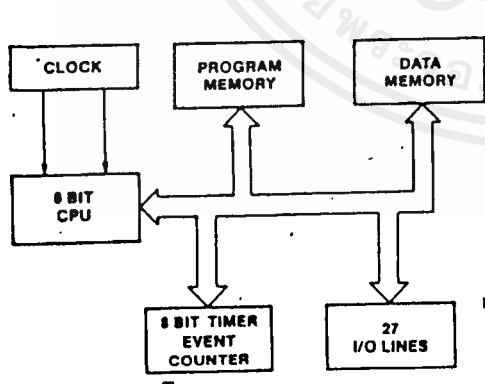 CLOCK
PROGRAM
MEMORY
DATA
MEMORY
8 BIT
CPU
8 BIT TIMER
EVENT
COUNTER
27
I/O LINES